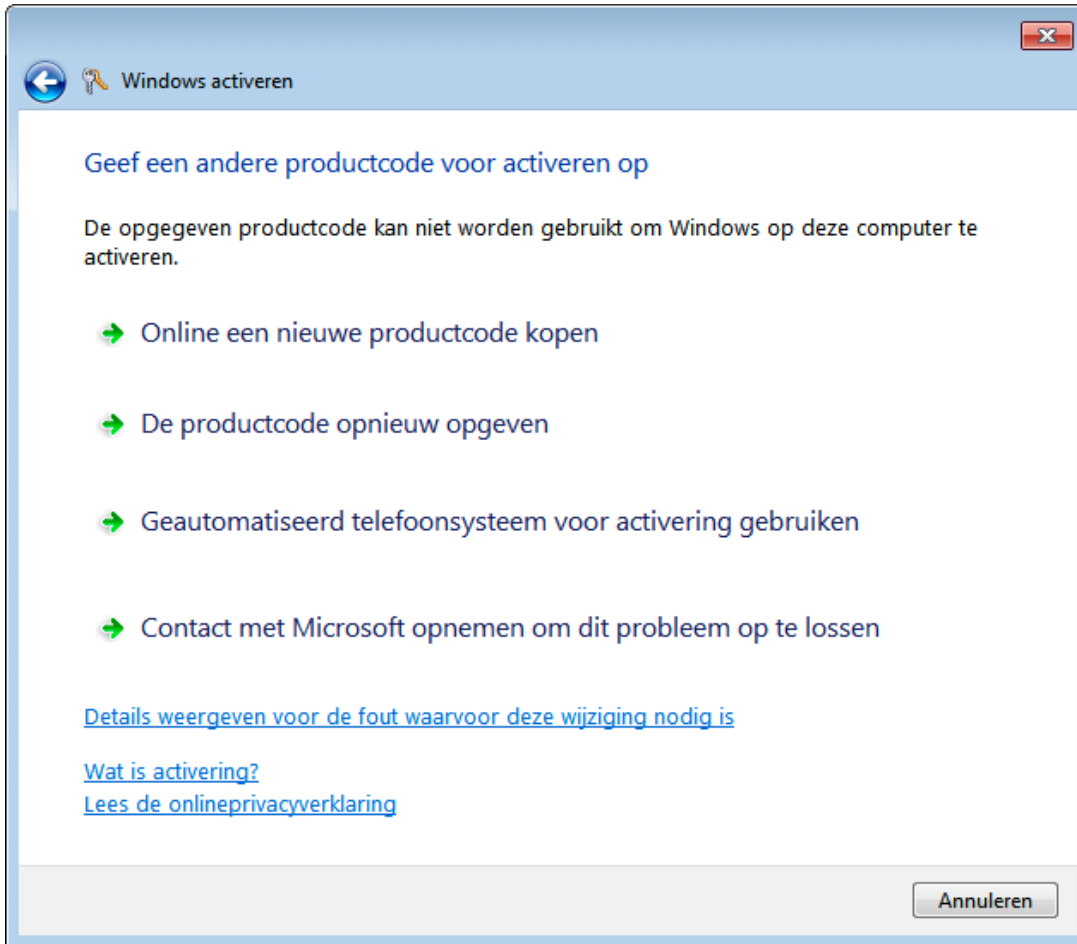 Windows activeren
Geef een andere productcode voor activeren op
De opgegeven productcode kan niet worden gebruikt om Windows op deze computer te
activeren.
Online een nieuwe productcode kopen
De productcode opnieuw opgeven
Geautomatiseerd telefoonsysteem voor activering gebruiken
Contact met Microsoft opnemen om dit probleem op te lossen
Details weergeven voor de fout waarvoor deze wijziging nodig is
Wat is activering?
Lees de onlineprivacyverklaring
Annuleren